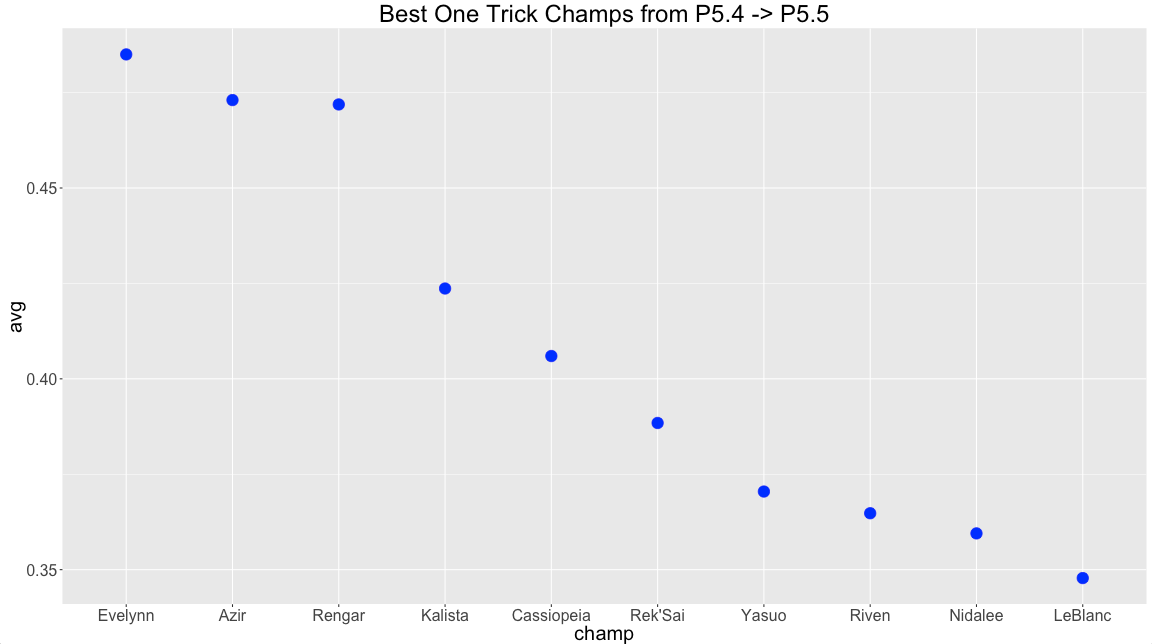 Best One Trick Champs from P5.4 -> P5.5
avg
0.45
0.40
0.35
Evelynn Azir Rengar Kalista Cassiopeia Rek'Sai Yasuo Riven Nidalee LeBlanc
champ